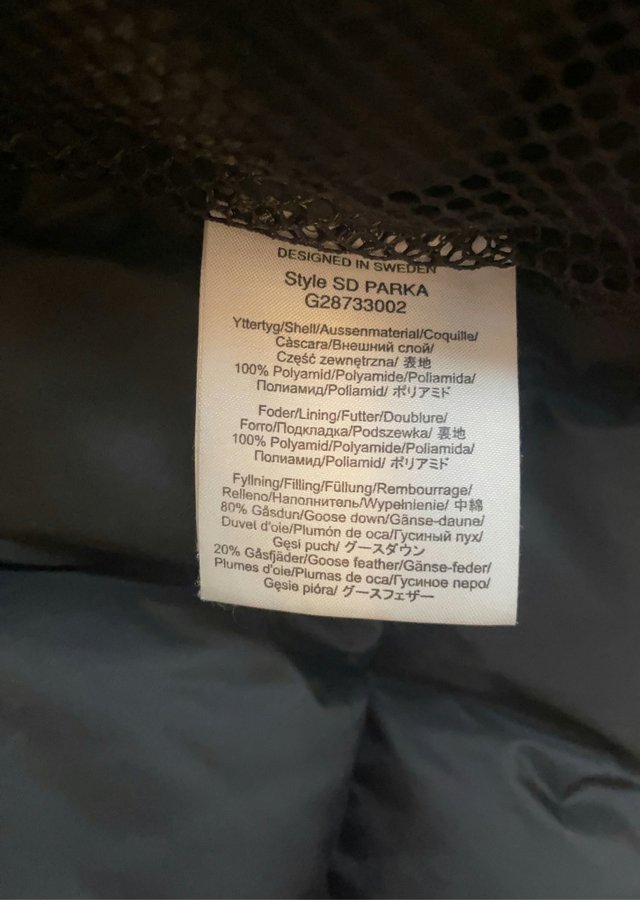 DESIGNED IN SWEDEN
Style SD PARKA
G28733002
Yttertyg/Shell/Aussenmaterial/Coquille/
Càscara/Внешний слой/
Część zewnętrzna/ 表地
100% Polyamid/Polyamide/Poliamida/
Полиамид/Poliamid/ ポリアミド
Foder/Lining/Futter/Doublure/
Forro/Подкладка/Podszewka/ 裏地
100% Polyamid/Polyamide/Poliamida/
Полиамид/Poliamid/ ポリアミド
Fyllning/Filling/Füllung/Rembourrage/
Relleno/Наполнитель/Wypełnienie/ 中綿
80% Gåsdun/Goose down/Gänse-daune/
Duvet d'oie/Plumón de oca/Гусиный пух/
Gęsi puch/ グースダウン
20% Gåsfjäder/Goose feather/Gänse-feder/
Plumes d'oie/Plumas de oca/Гусиное перо/
Gęsie pióra/ グースフェザー